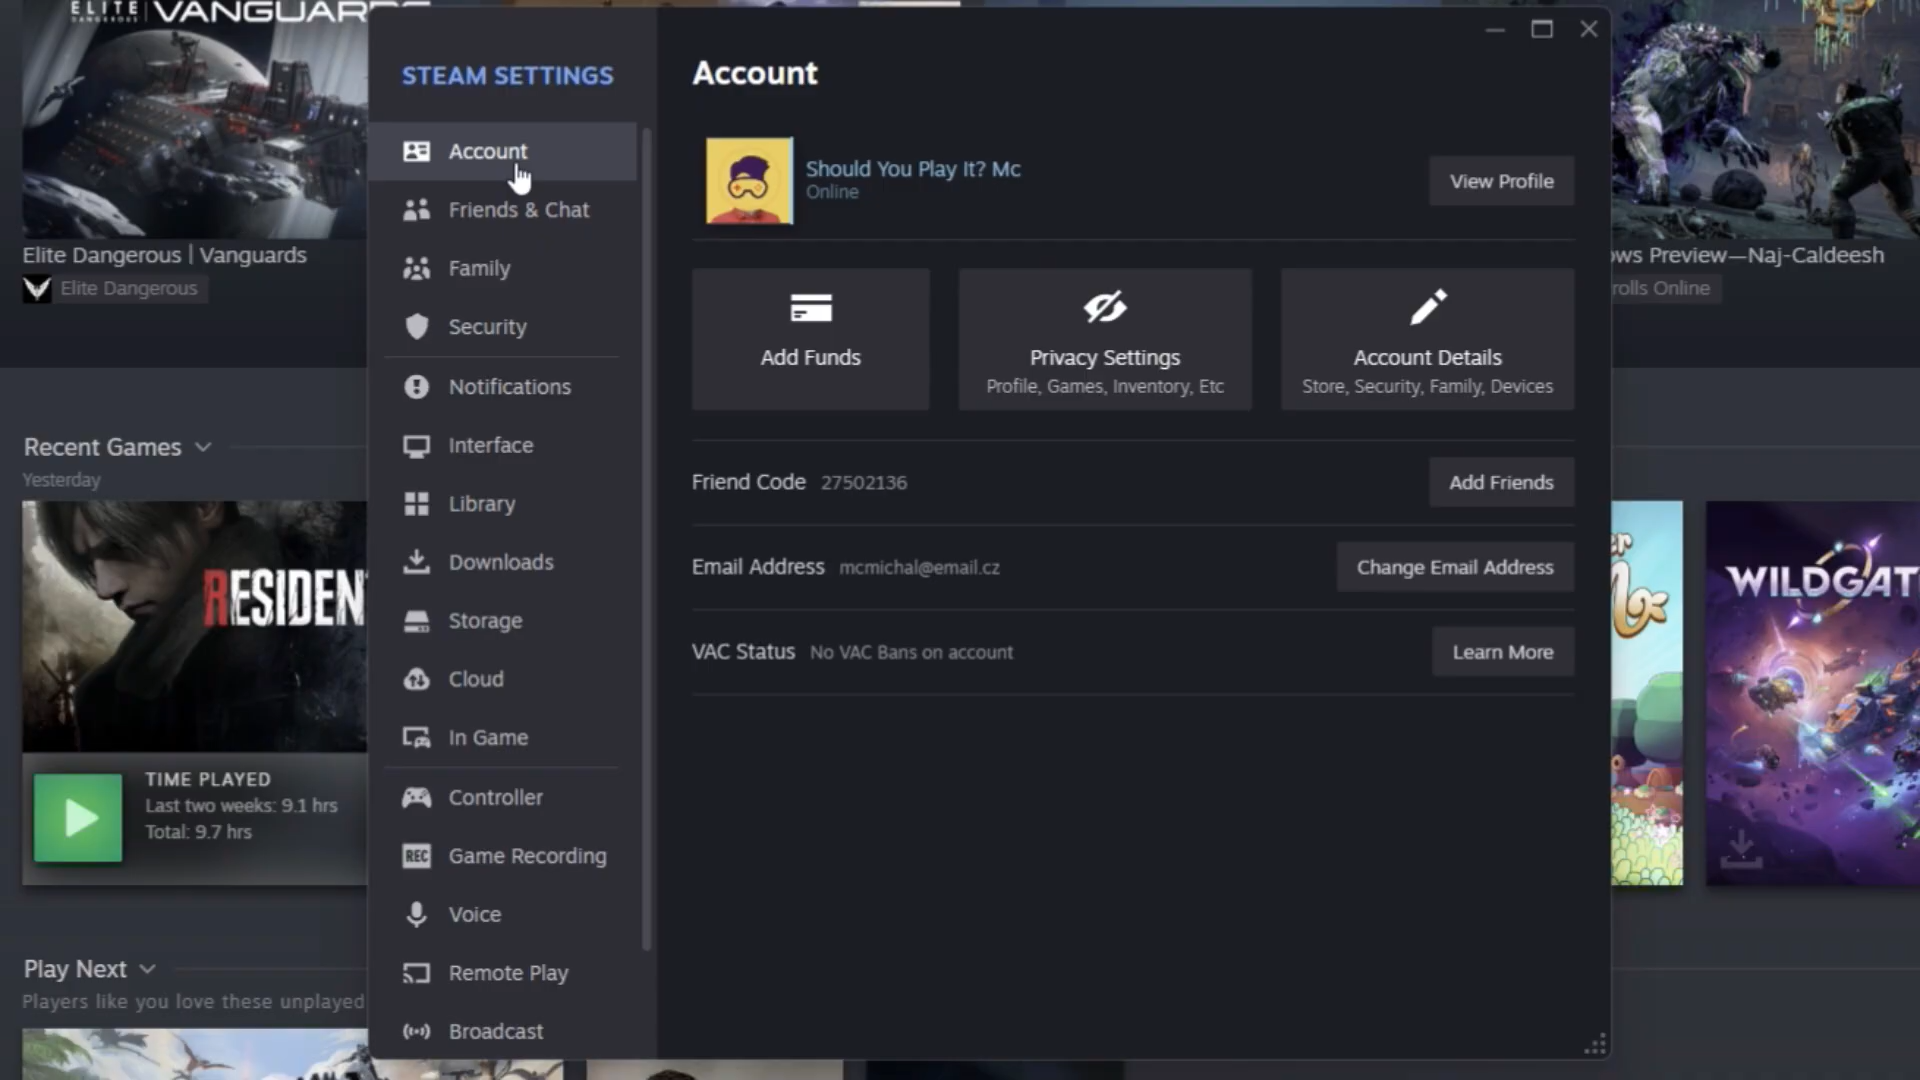 ELITE DANGEROUS | VANGUARDS
STEAM SETTINGS
Account
Friends & Chat
Family
Security
Notifications
Interface
Library
Downloads
Storage
Cloud
In Game
Controller
REC Game Recording
Voice
Remote Play
Broadcast
Account
Should You Play It? Mc
Online
View Profile
Add Funds
Privacy Settings
Profile, Games, Inventory, Etc
Account Details
Store, Security, Family, Devices
Friend Code 27502136
Add Friends
Email Address mcmichal@email.cz
Change Email Address
VAC Status No VAC Bans on account
Learn More
Elite Dangerous | Vanguards
Elite Dangerous
ows Preview—Naj-Caldeesh
rolls Online
Recent Games
Yesterday
RESIDEN
TIME PLAYED
Last two weeks: 9.1 hrs
Total: 9.7 hrs
WILDGAT
Play Next
Players like you love these unplayed